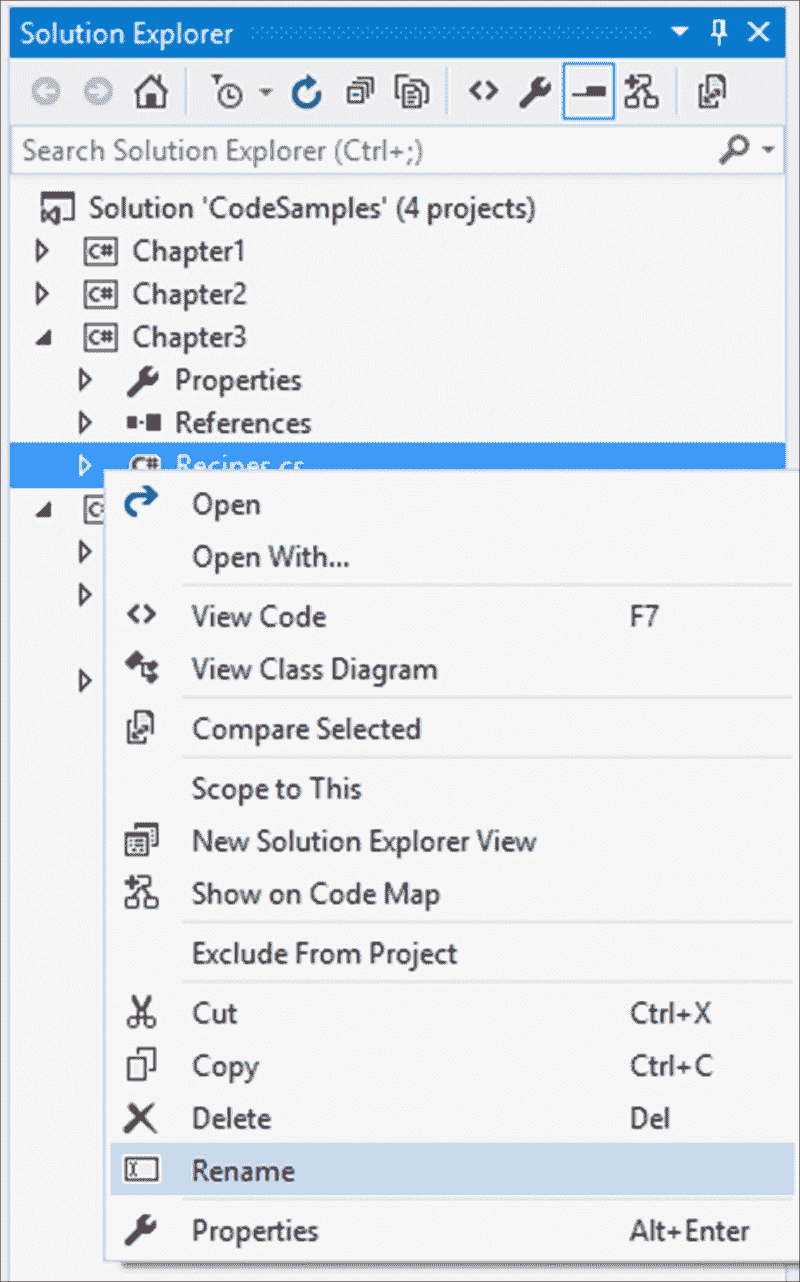 Solution Explorer
Search Solution Explorer (Ctrl+;)
Solution 'CodeSamples' (4 projects)
C# Chapter1
C# Chapter2
C# Chapter3
Properties
References
C# Recipes.cs
Open
Open With...
View Code F7
View Class Diagram
Compare Selected
Scope to This
New Solution Explorer View
Show on Code Map
Exclude From Project
Cut Ctrl+X
Copy Ctrl+C
Delete Del
Rename
Properties Alt+Enter